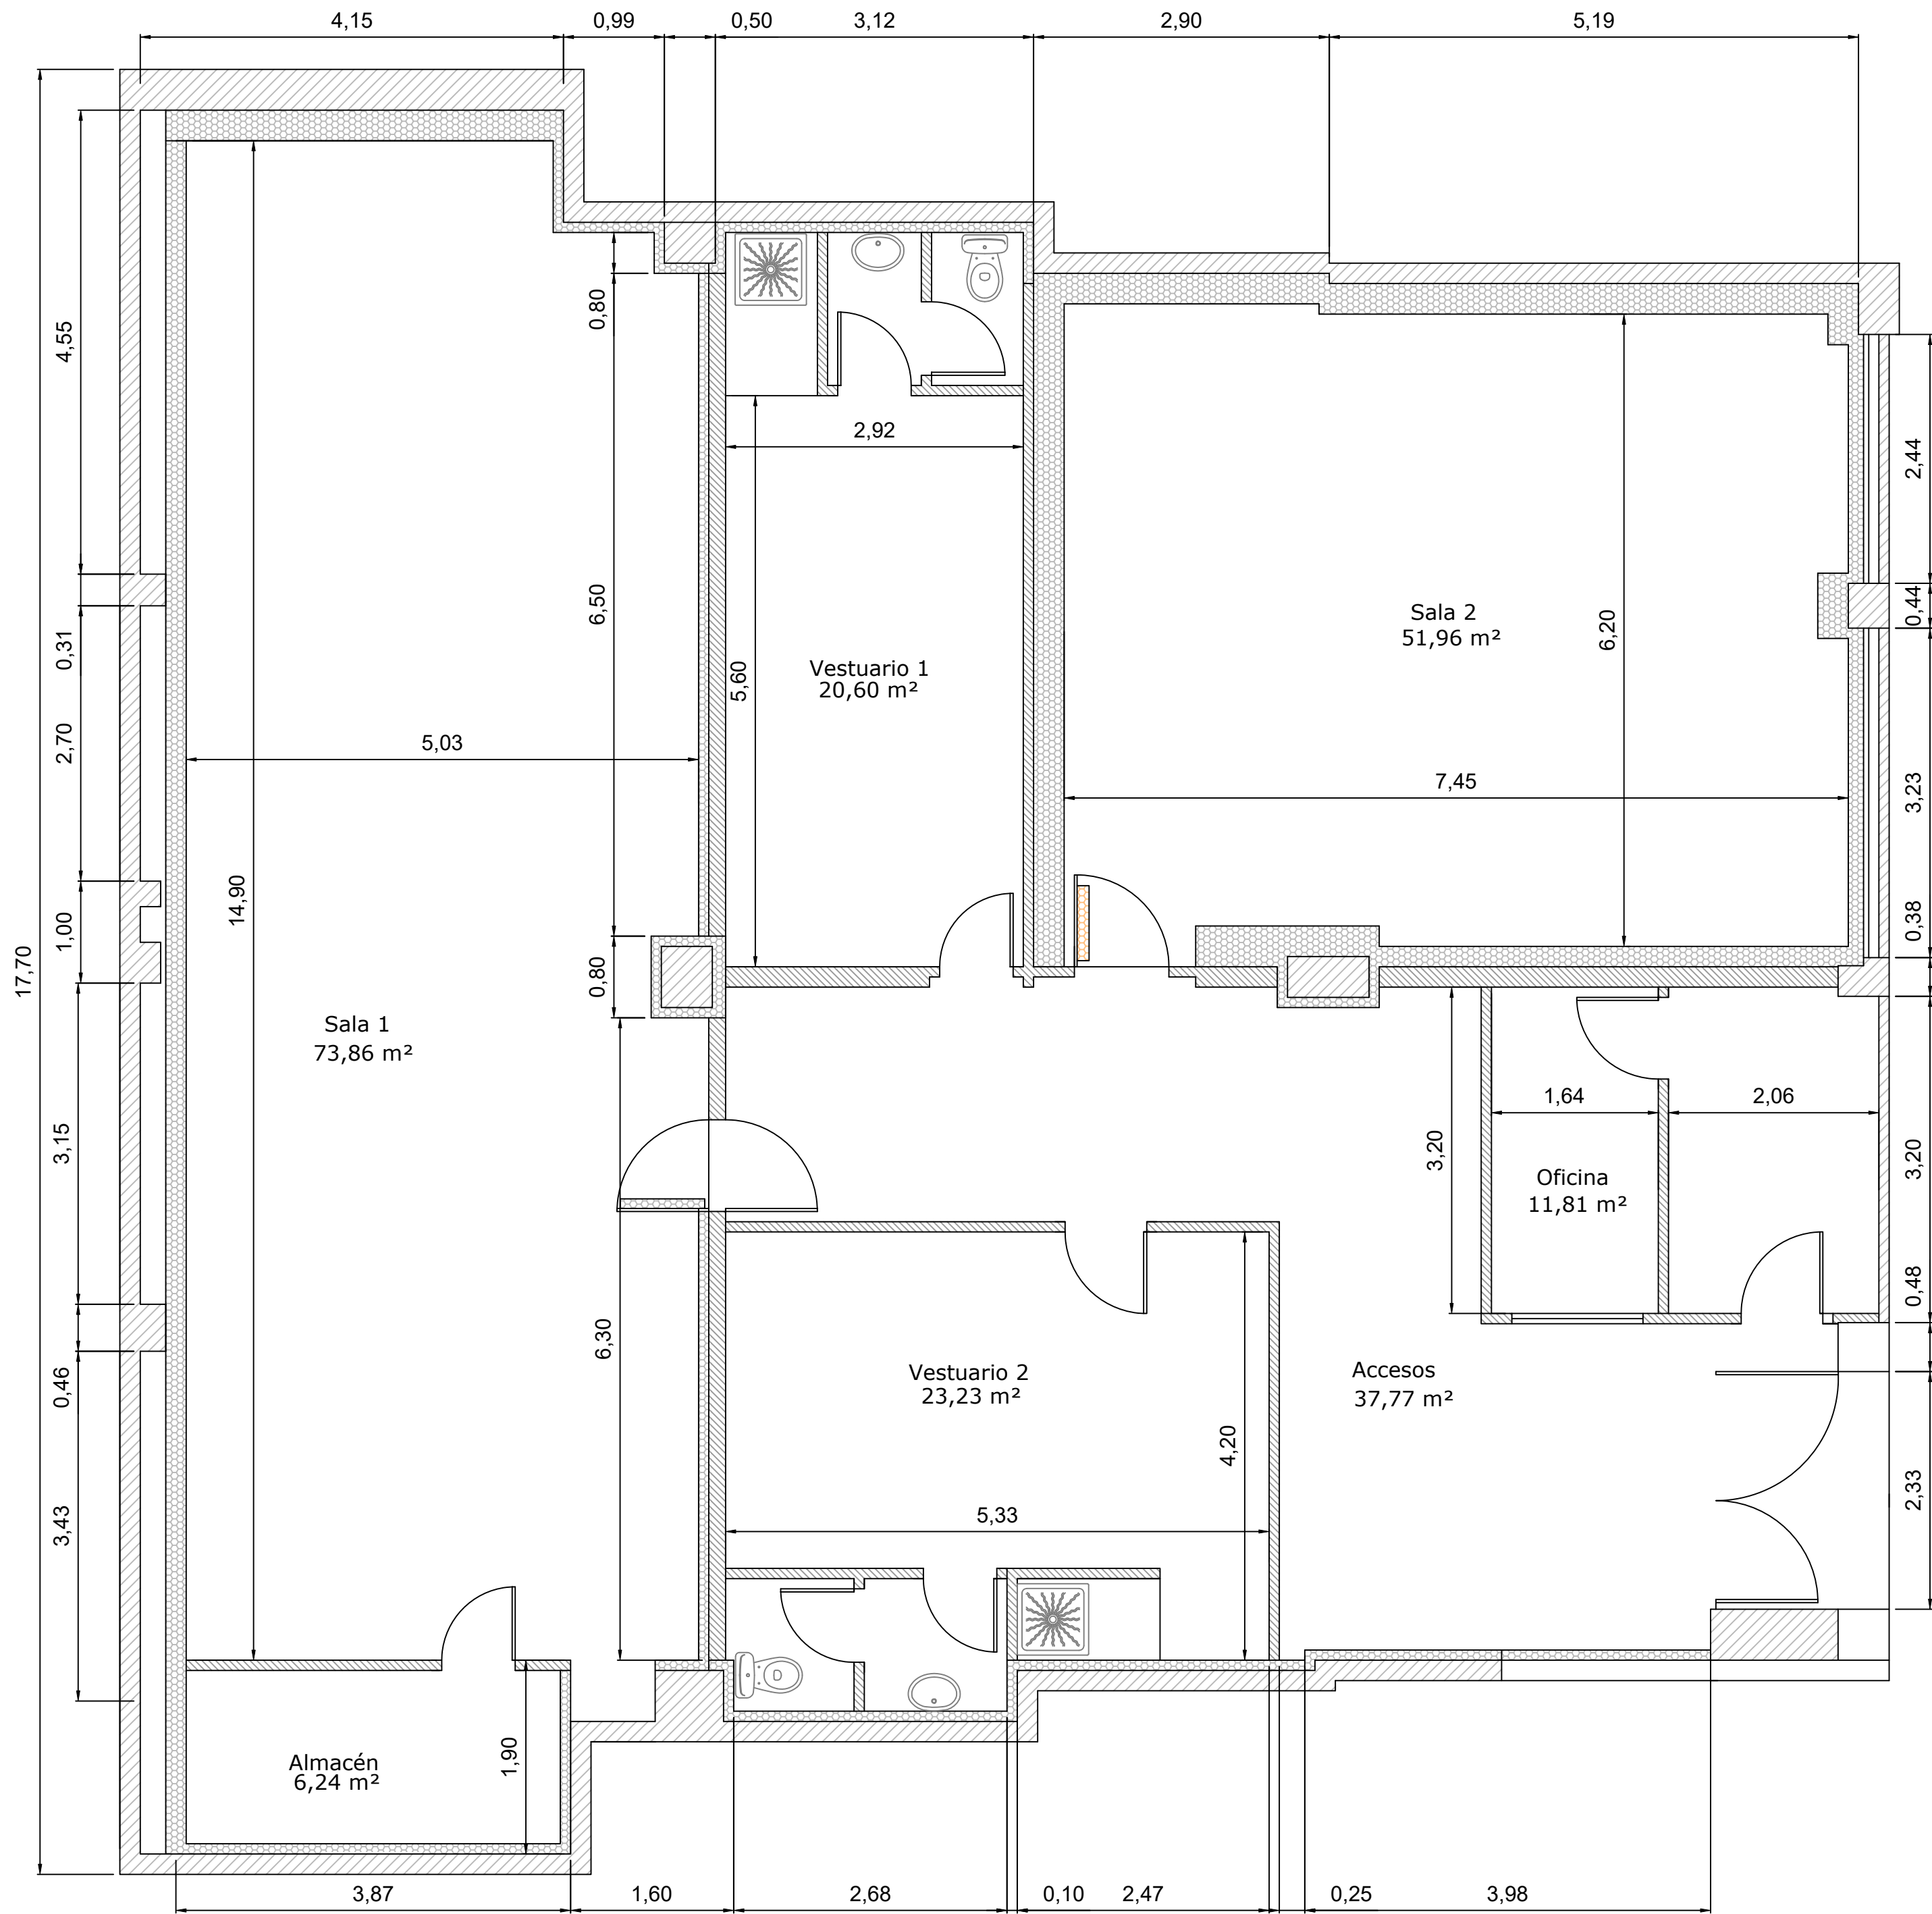 4,15 0,99 0,50 3,12 2,90 5,19
4,55
0,80
2,44
2,92
0,31
6,50
Sala 2
51,96 m²
6,20
0,44
5,60
Vestuario 1
20,60 m²
2,70
5,03
7,45
3,23
14,90
1,00
17,70
0,80
0,38
Sala 1
73,86 m²
1,64 2,06
3,15
3,20
3,20
Oficina
11,81 m²
0,48
6,30
0,46
Vestuario 2
23,23 m²
Accesos
37,77 m²
4,20
3,43
5,33
2,33
Almacén
6,24 m²
1,90
3,87 1,60 2,68 0,10 2,47 0,25 3,98